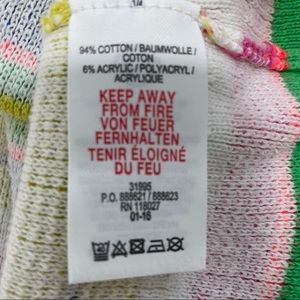 94% COTTON / BAUMWOLLE /
COTON
6% ACRYLIC / POLYACRYL /
ACRYLIQUE
KEEP AWAY
FROM FIRE
VON FEUER
FERNHALTEN
TENIR ÉLOIGNÉ
DU FEU
31995
P.O. 888621 / 888623
RN 118027
01-16